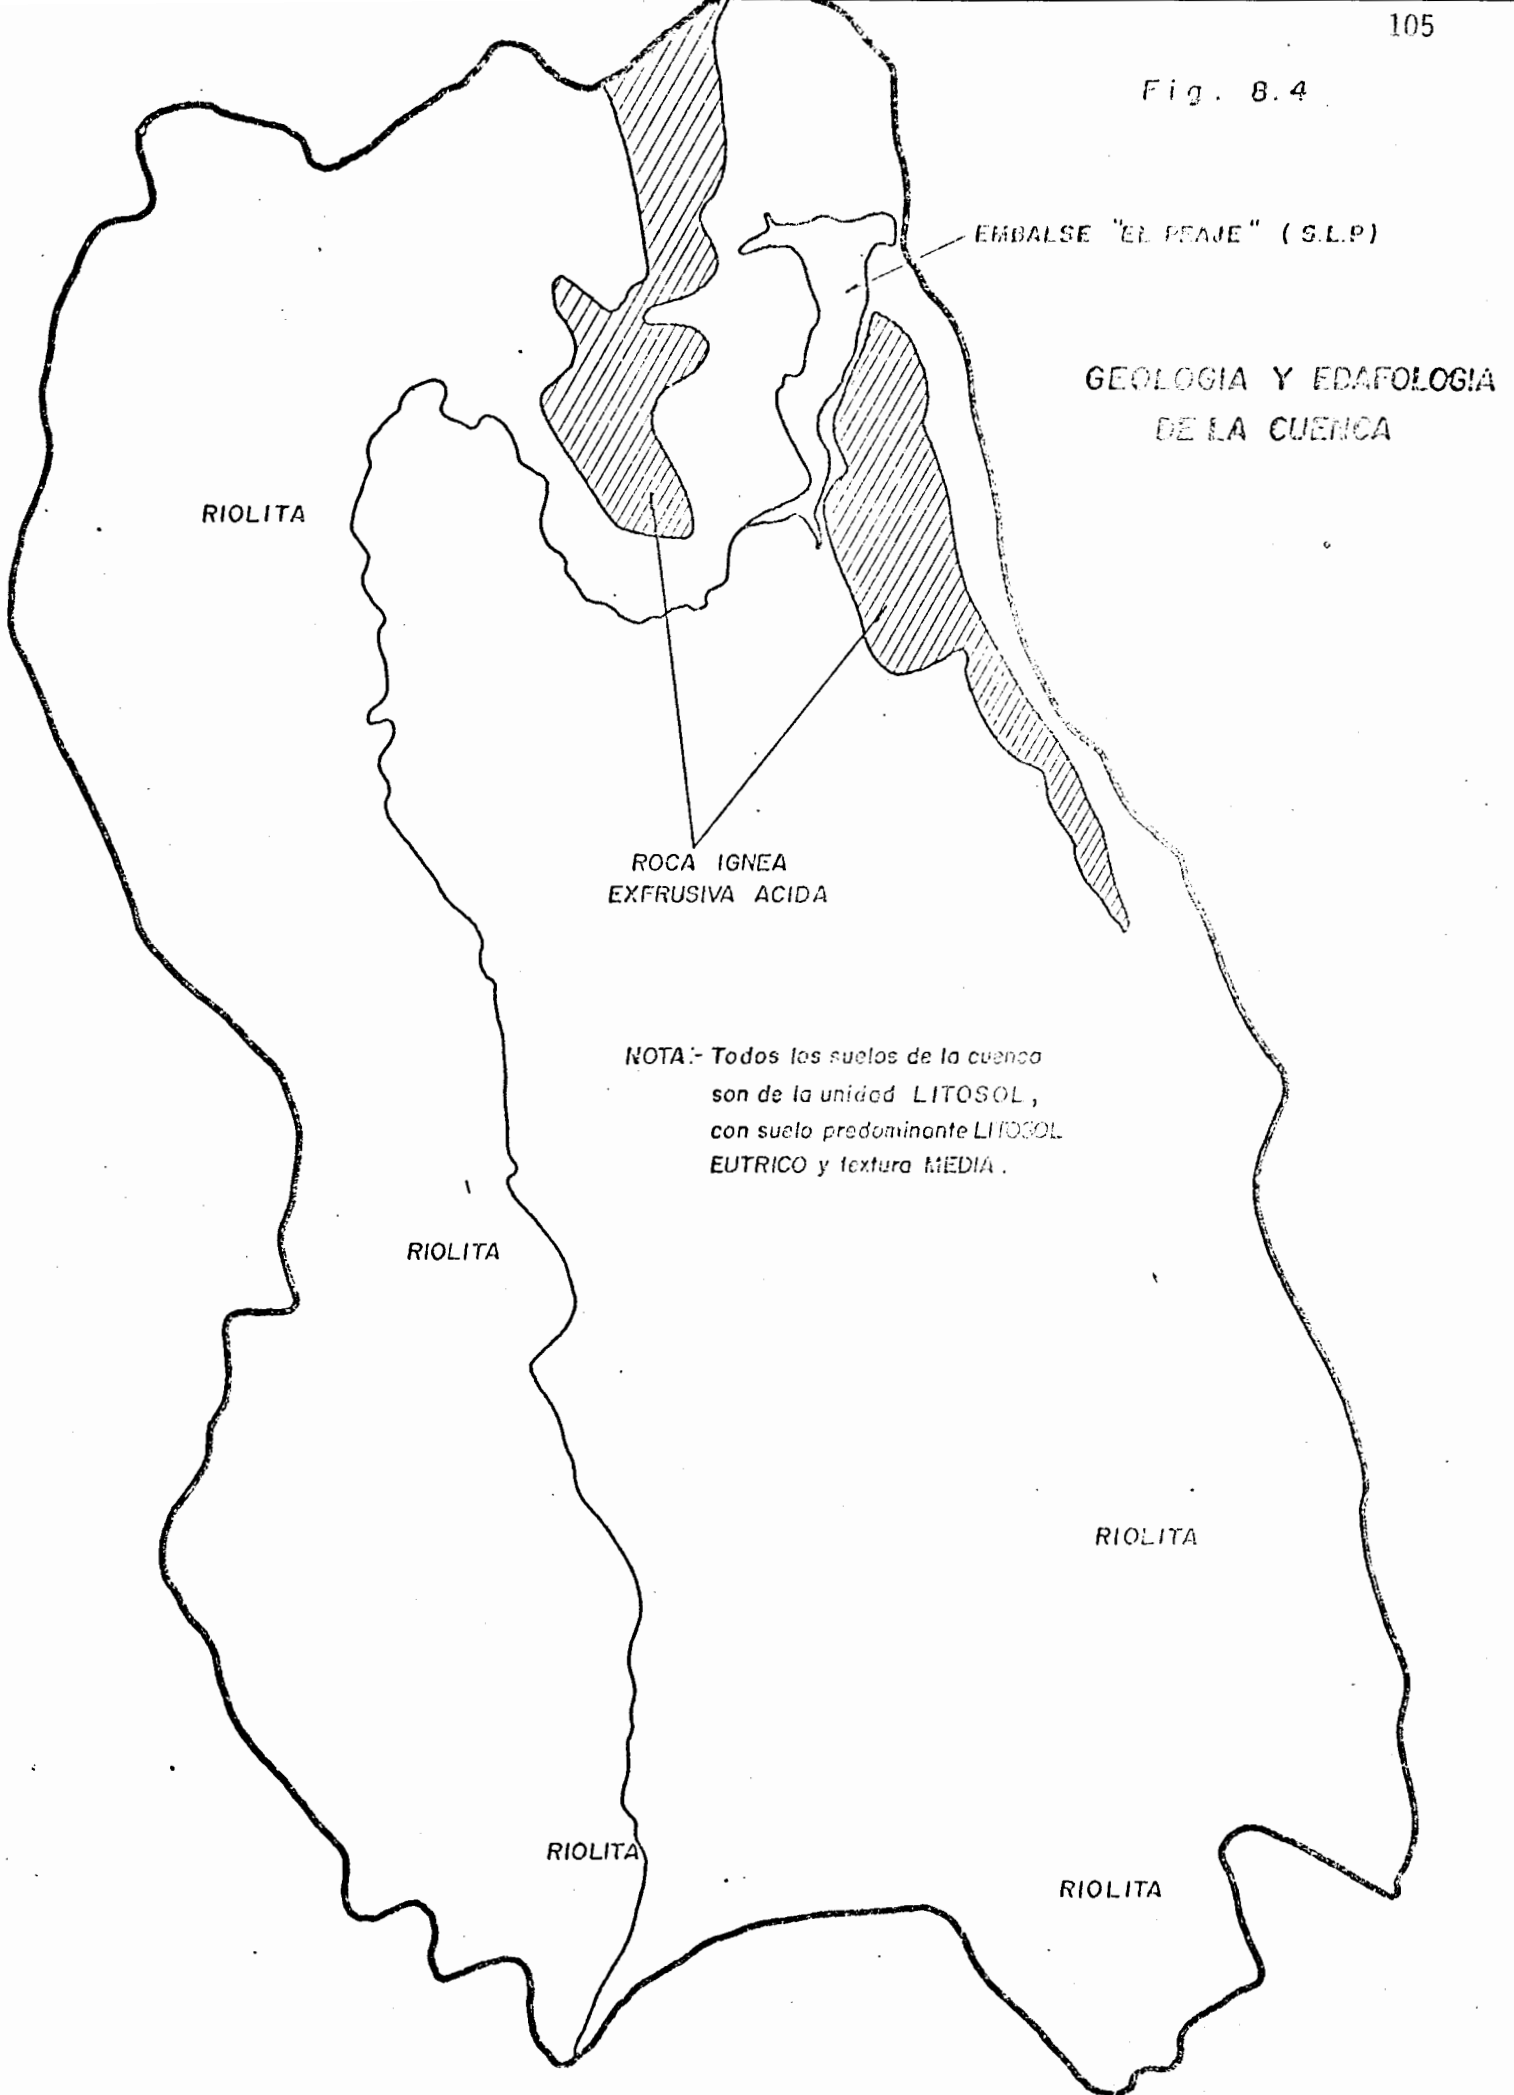 105
Fig. 8.4
EMBALSE "EL PEAJE" (S.L.P)
GEOLOGIA Y EDAFOLOGIA
DE LA CUENCA
RIOLITA
ROCA IGNEA
EXFRUSIVA ACIDA
NOTA:- Todos los suelos de la cuenca
son de la unidad LITOSOL,
con suelo predominante LITOSOL
EUTRICO y textura MEDIA.
RIOLITA
RIOLITA
RIOLITA
RIOLITA